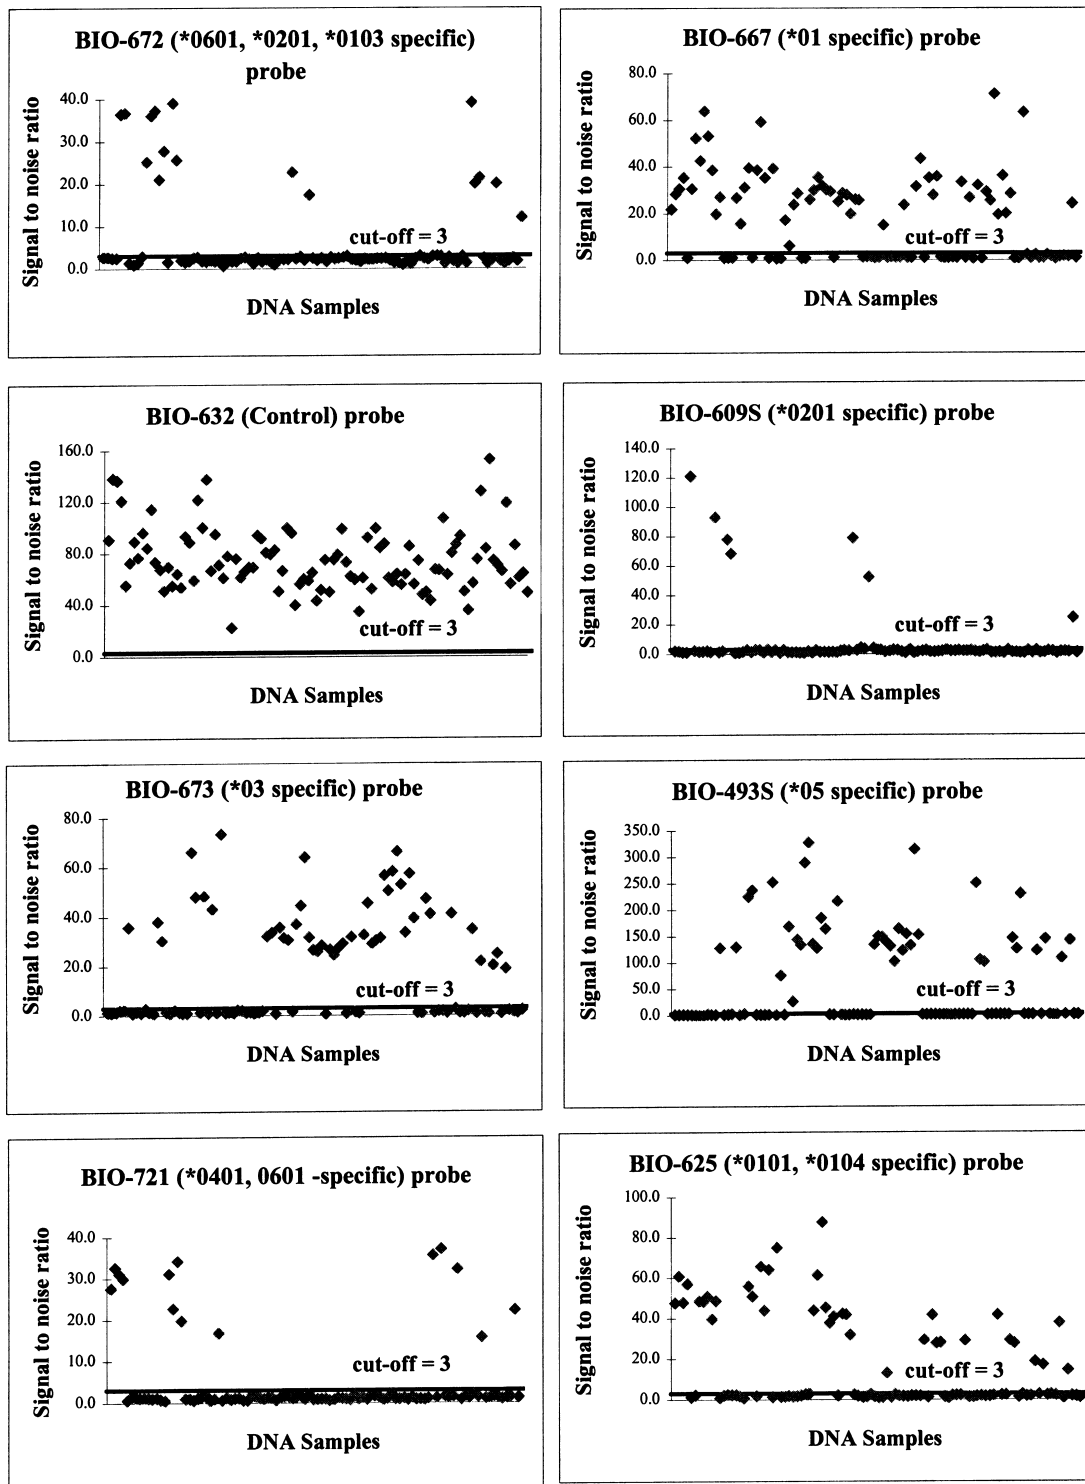 BIO-672 (*0601, *0201, *0103 specific)
probe
Signal to noise ratio
40.0
30.0
20.0
10.0
0.0
cut-off = 3
DNA Samples
BIO-667 (*01 specific) probe
Signal to noise ratio
80.0
60.0
40.0
20.0
0.0
cut-off = 3
DNA Samples
BIO-632 (Control) probe
Signal to noise ratio
160.0
120.0
80.0
40.0
0.0
cut-off = 3
DNA Samples
BIO-609S (*0201 specific) probe
Signal to noise ratio
140.0
120.0
100.0
80.0
60.0
40.0
20.0
0.0
cut-off = 3
DNA Samples
BIO-673 (*03 specific) probe
Signal to noise ratio
80.0
60.0
40.0
20.0
0.0
cut-off = 3
DNA Samples
BIO-493S (*05 specific) probe
Signal to noise ratio
350.0
300.0
250.0
200.0
150.0
100.0
50.0
0.0
cut-off = 3
DNA Samples
BIO-721 (*0401, 0601 -specific) probe
Signal to noise ratio
40.0
30.0
20.0
10.0
0.0
cut-off = 3
DNA Samples
BIO-625 (*0101, *0104 specific) probe
Signal to noise ratio
100.0
80.0
60.0
40.0
20.0
0.0
cut-off = 3
DNA Samples